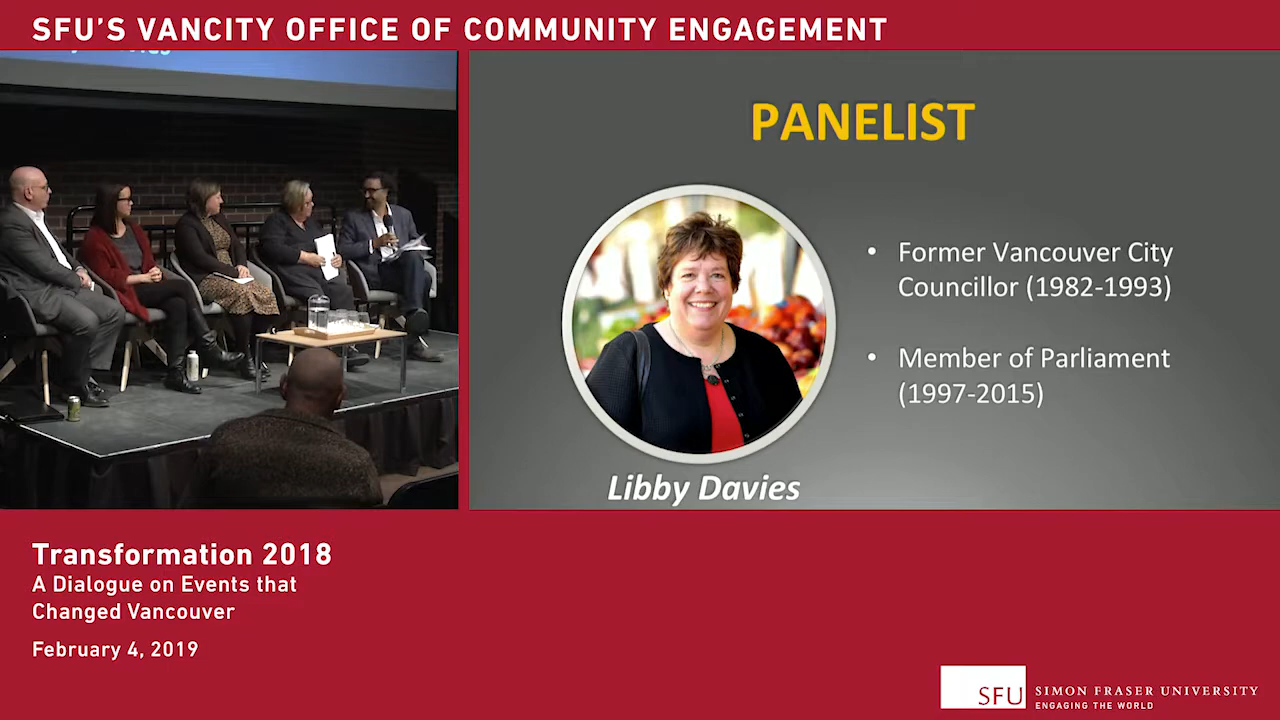 SFU'S VANCITY OFFICE OF COMMUNITY ENGAGEMENT
PANELIST
• Former Vancouver City
Councillor (1982-1993)
• Member of Parliament
(1997-2015)
Libby Davies
Transformation 2018
A Dialogue on Events that
Changed Vancouver
February 4, 2019
SFU SIMON FRASER UNIVERSITY
ENGAGING THE WORLD